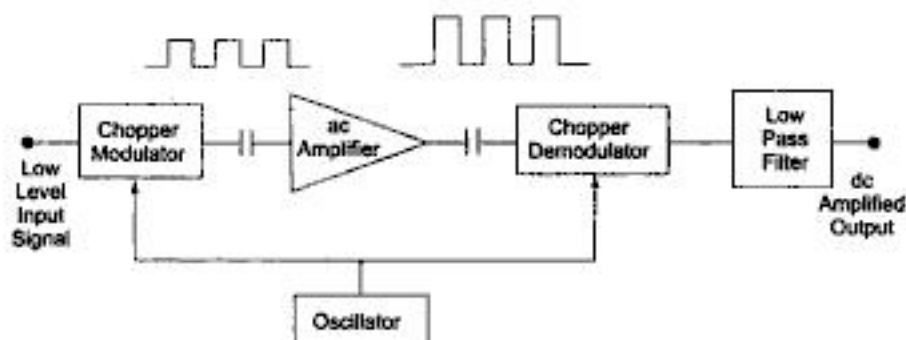 Chopper
Modulator
ac
Amplifier
Chopper
Demodulator
Low
Pass
Filter
Low
Level
Input
Signal
dc
Amplified
Output
Oscillator